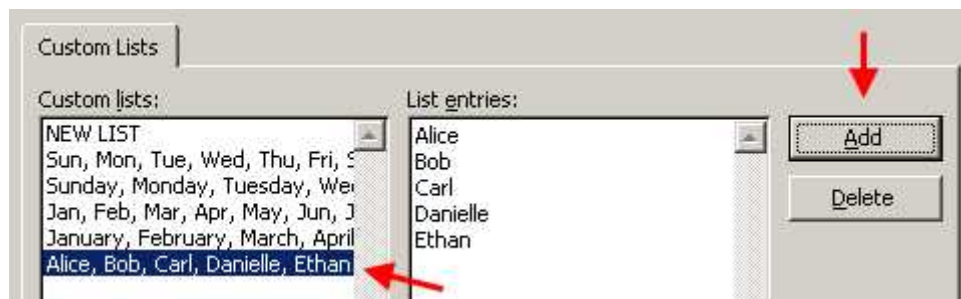 Custom Lists
Custom lists:
NEW LIST
Sun, Mon, Tue, Wed, Thu, Fri, S
Sunday, Monday, Tuesday, We
Jan, Feb, Mar, Apr, May, Jun, J
January, February, March, April
Alice, Bob, Carl, Danielle, Ethan
List entries:
Alice
Bob
Carl
Danielle
Ethan
Add
Delete